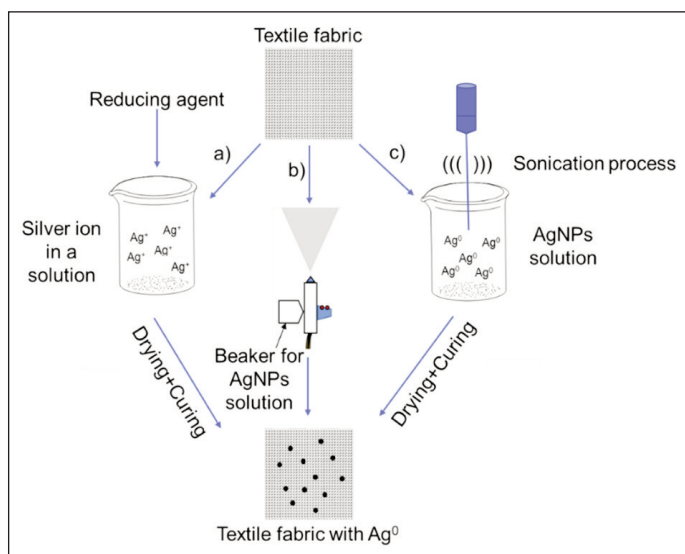 Textile fabric
Reducing agent
a)
b)
c)
((( )))
Sonication process
Silver ion
in a
solution
Ag⁺
Ag⁺
Ag⁺
Ag⁺
Ag⁺
Ag⁰
Ag⁰
Ag⁰
Ag⁰
Ag⁰
AgNPs
solution
Beaker for
AgNPs
solution
Drying+Curing
Drying+Curing
Textile fabric with Ag⁰